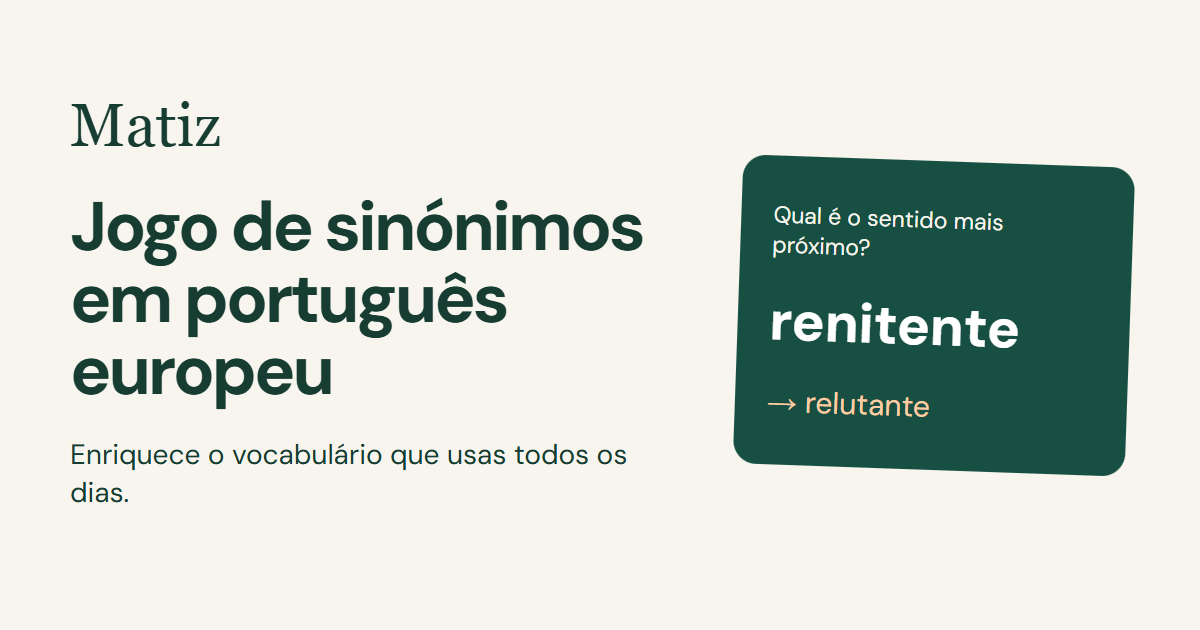 Matiz
Jogo de sinónimos
em português
europeu
Enriquece o vocabulário que usas todos os
dias.
Qual é o sentido mais
próximo?
renitente
→ relutante